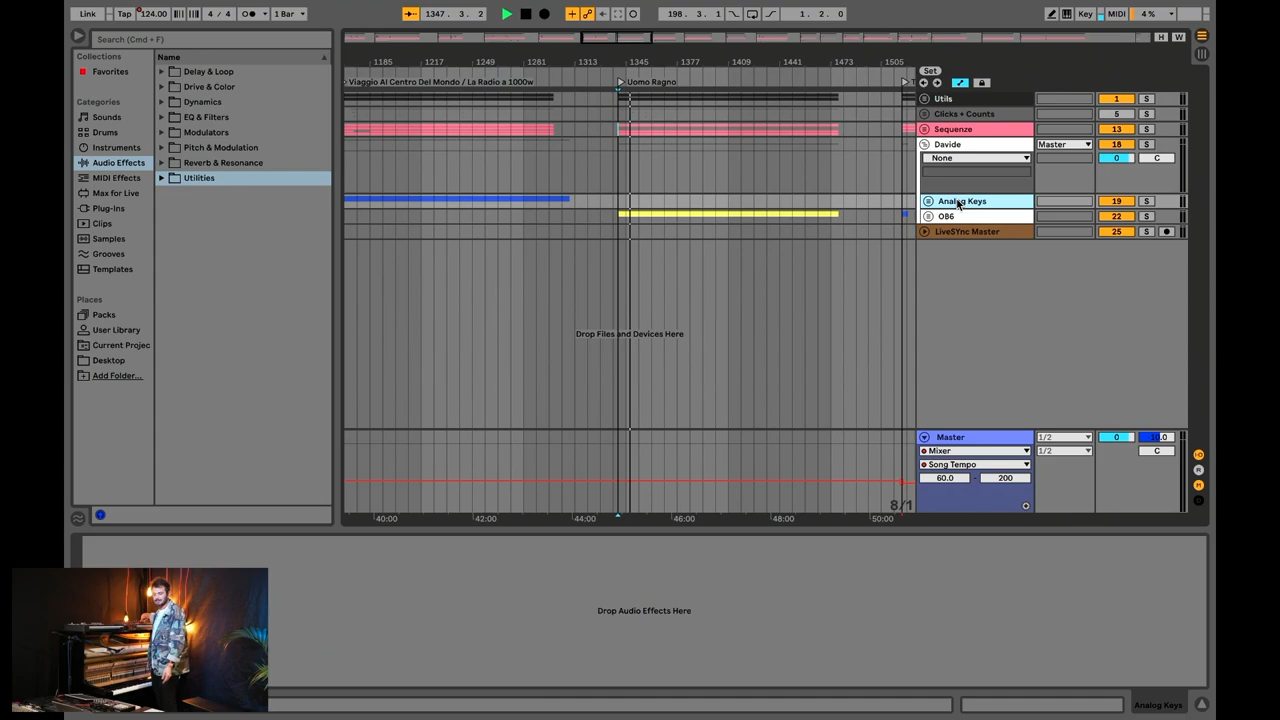 Link Tap 124.00 4 / 4 1 Bar 1347 . 3 . 2 198 . 3 . 1 1 . 2 . 0 Key MIDI 4 %
Search (Cmd + F)
H W
Collections
Favorites
Categories
Sounds
Drums
Instruments
Audio Effects
MIDI Effects
Max for Live
Plug-Ins
Clips
Samples
Grooves
Templates
Places
Packs
User Library
Current Projec
Desktop
Add Folder...
Name
Delay & Loop
Drive & Color
Dynamics
EQ & Filters
Modulators
Pitch & Modulation
Reverb & Resonance
Utilities
1185 1217 1249 1281 1313 1345 1377 1409 1441 1473 1505
Viaggio Al Centro Del Mondo / La Radio a 1000w Uomo Ragno
Set
Utils 1 S
Clicks + Counts 5 S
Sequenze 13 S
Davide Master 18 S
None 0 C
Analog Keys 19 S
OB6 22 S
LiveSYnc Master 25 S
Drop Files and Devices Here
Master 1/2 0
Mixer 1/2 C
Song Tempo
60.0 200
8/1
40:00 42:00 44:00 46:00 48:00 50:00
Drop Audio Effects Here
Analog Keys